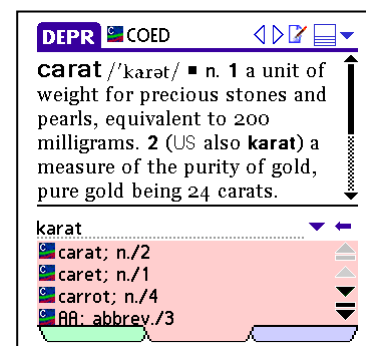 DEPR COED
carat /ˈkarət/ ■ n. 1 a unit of
weight for precious stones and
pearls, equivalent to 200
milligrams. 2 (US also karat) a
measure of the purity of gold,
pure gold being 24 carats.
karat
carat; n./2
caret; n./1
carrot; n./4
AA; abbrev./3